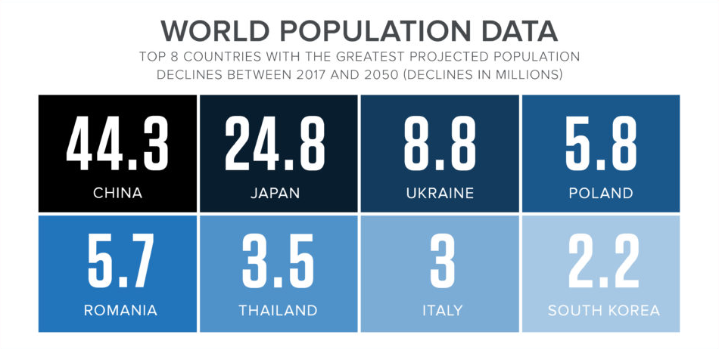 WORLD POPULATION DATA
TOP 8 COUNTRIES WITH THE GREATEST PROJECTED POPULATION
DECLINES BETWEEN 2017 AND 2050 (DECLINES IN MILLIONS)
44.3
CHINA
24.8
JAPAN
8.8
UKRAINE
5.8
POLAND
5.7
ROMANIA
3.5
THAILAND
3
ITALY
2.2
SOUTH KOREA